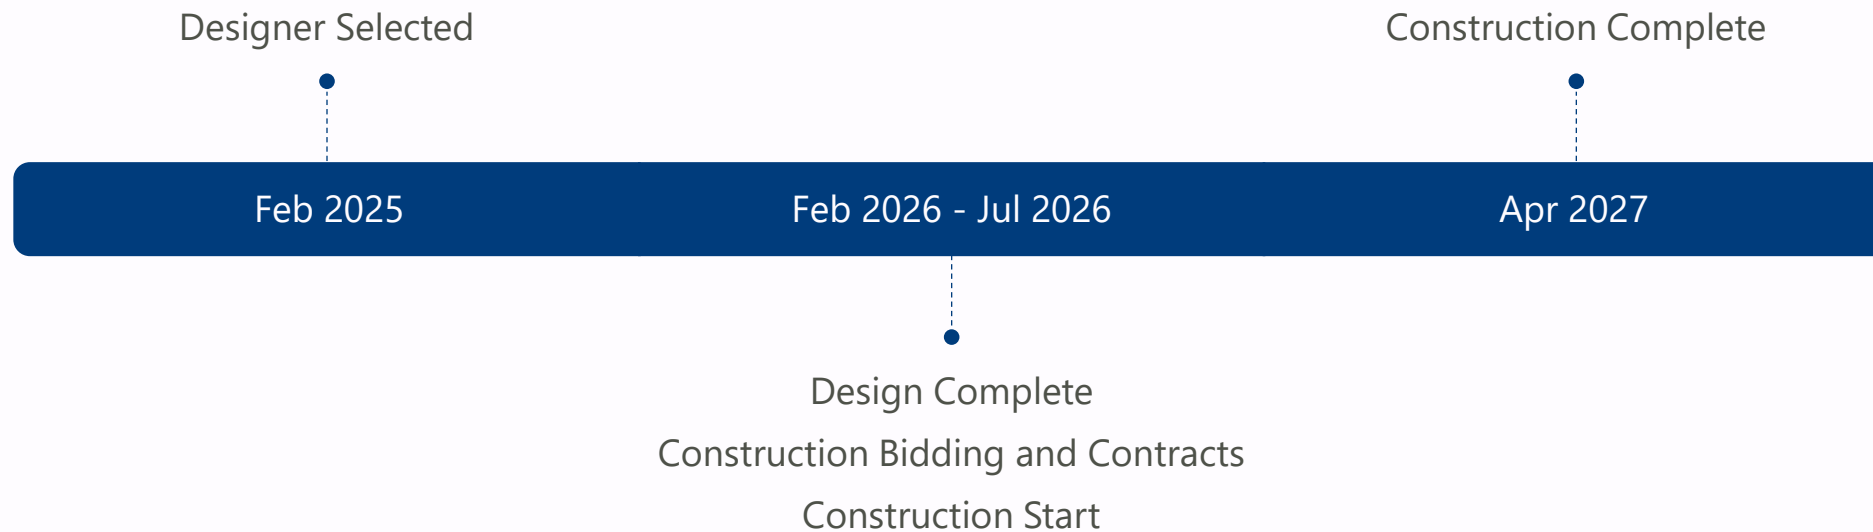 Designer Selected
Construction Complete
Feb 2025
Feb 2026 - Jul 2026
Apr 2027
Design Complete
Construction Bidding and Contracts
Construction Start